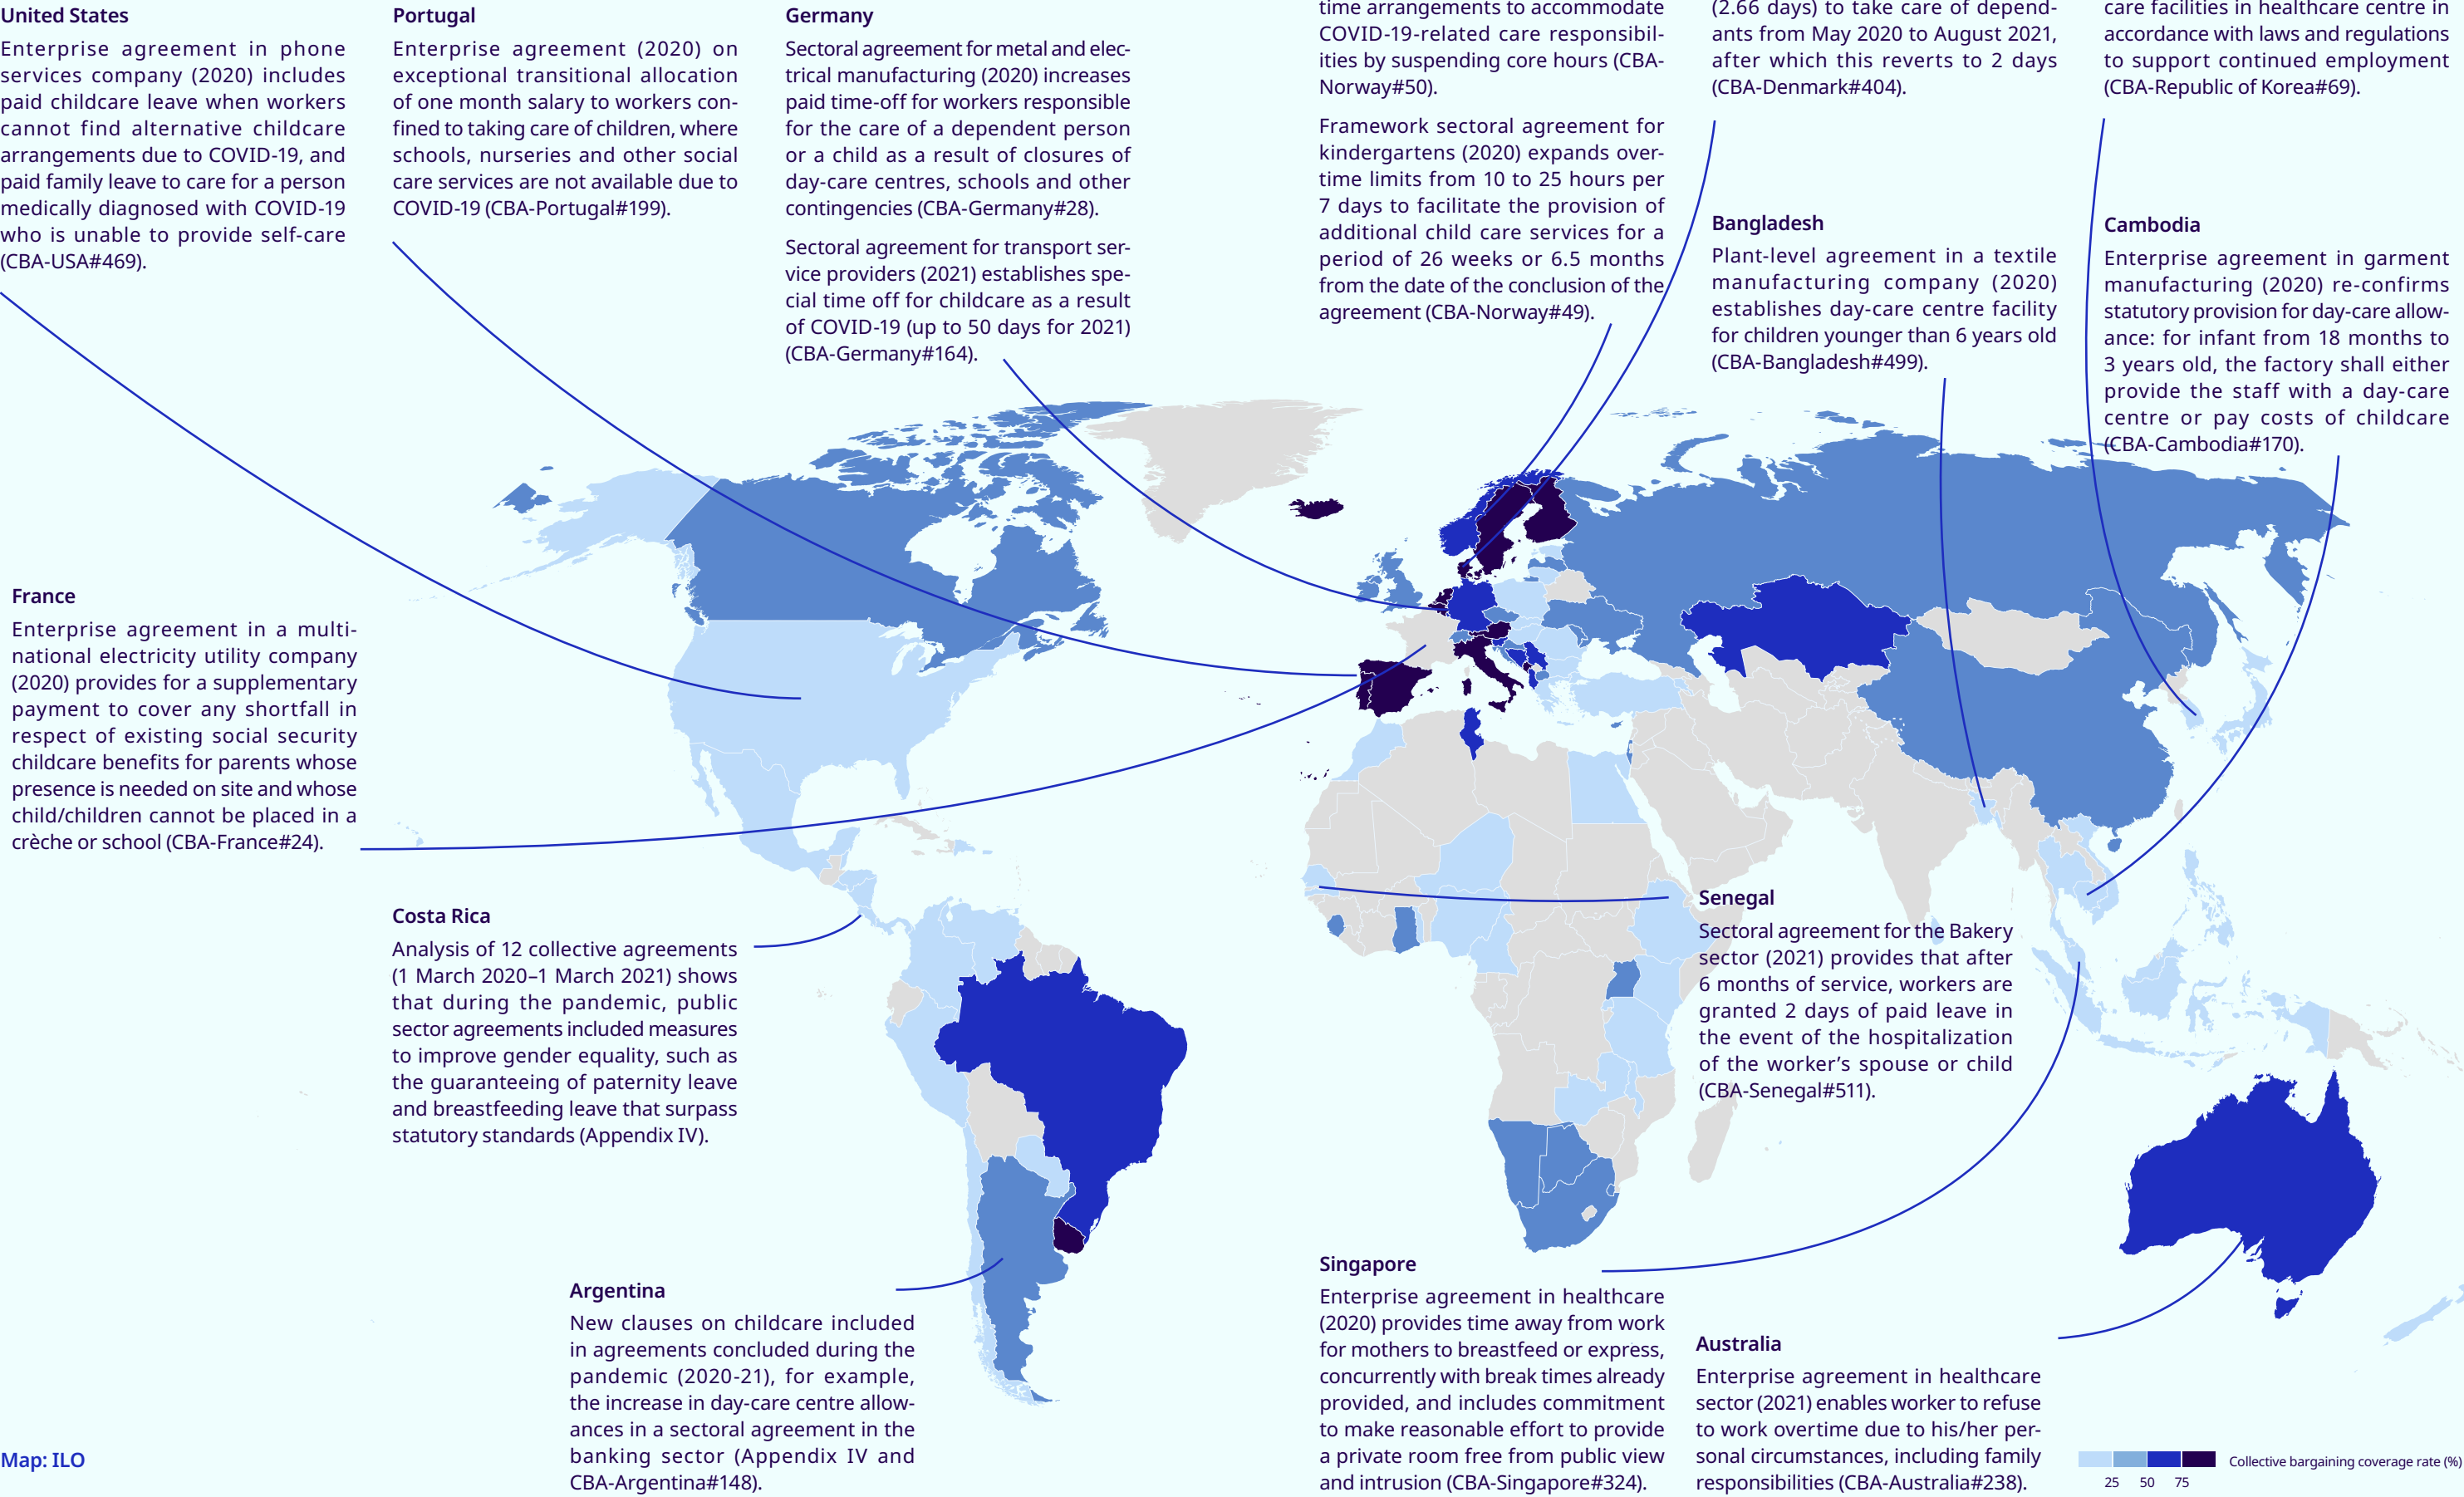 United States
Enterprise agreement in phone
services company (2020) includes
paid childcare leave when workers
cannot find alternative childcare
arrangements due to COVID-19, and
paid family leave to care for a person
medically diagnosed with COVID-19
who is unable to provide self-care
(CBA-USA#469).
Portugal
Enterprise agreement (2020) on
exceptional transitional allocation
of one month salary to workers con-
fined to taking care of children, where
schools, nurseries and other social
care services are not available due to
COVID-19 (CBA-Portugal#199).
Germany
Sectoral agreement for metal and elec-
trical manufacturing (2020) increases
paid time-off for workers responsible
for the care of a dependent person
or a child as a result of closures of
day-care centres, schools and other
contingencies (CBA-Germany#28).
Sectoral agreement for transport ser-
vice providers (2021) establishes spe-
cial time off for childcare as a result
of COVID-19 (up to 50 days for 2021)
(CBA-Germany#164).
time arrangements to accommodate
COVID-19-related care responsibil-
ities by suspending core hours (CBA-
Norway#50).
Framework sectoral agreement for
kindergartens (2020) expands over-
time limits from 10 to 25 hours per
7 days to facilitate the provision of
additional child care services for a
period of 26 weeks or 6.5 months
from the date of the conclusion of the
agreement (CBA-Norway#49).
(2.66 days) to take care of depend-
ants from May 2020 to August 2021,
after which this reverts to 2 days
(CBA-Denmark#404).
Bangladesh
Plant-level agreement in a textile
manufacturing company (2020)
establishes day-care centre facility
for children younger than 6 years old
(CBA-Bangladesh#499).
care facilities in healthcare centre in
accordance with laws and regulations
to support continued employment
(CBA-Republic of Korea#69).
Cambodia
Enterprise agreement in garment
manufacturing (2020) re-confirms
statutory provision for day-care allow-
ance: for infant from 18 months to
3 years old, the factory shall either
provide the staff with a day-care
centre or pay costs of childcare
(CBA-Cambodia#170).
France
Enterprise agreement in a multi-
national electricity utility company
(2020) provides for a supplementary
payment to cover any shortfall in
respect of existing social security
childcare benefits for parents whose
presence is needed on site and whose
child/children cannot be placed in a
crèche or school (CBA-France#24).
Costa Rica
Analysis of 12 collective agreements
(1 March 2020–1 March 2021) shows
that during the pandemic, public
sector agreements included measures
to improve gender equality, such as
the guaranteeing of paternity leave
and breastfeeding leave that surpass
statutory standards (Appendix IV).
Senegal
Sectoral agreement for the Bakery
sector (2021) provides that after
6 months of service, workers are
granted 2 days of paid leave in
the event of the hospitalization
of the worker's spouse or child
(CBA-Senegal#511).
Argentina
New clauses on childcare included
in agreements concluded during the
pandemic (2020-21), for example,
the increase in day-care centre allow-
ances in a sectoral agreement in the
banking sector (Appendix IV and
CBA-Argentina#148).
Singapore
Enterprise agreement in healthcare
(2020) provides time away from work
for mothers to breastfeed or express,
concurrently with break times already
provided, and includes commitment
to make reasonable effort to provide
a private room free from public view
and intrusion (CBA-Singapore#324).
Australia
Enterprise agreement in healthcare
sector (2021) enables worker to refuse
to work overtime due to his/her per-
sonal circumstances, including family
responsibilities (CBA-Australia#238).
Map: ILO
Collective bargaining coverage rate (%)
25 50 75